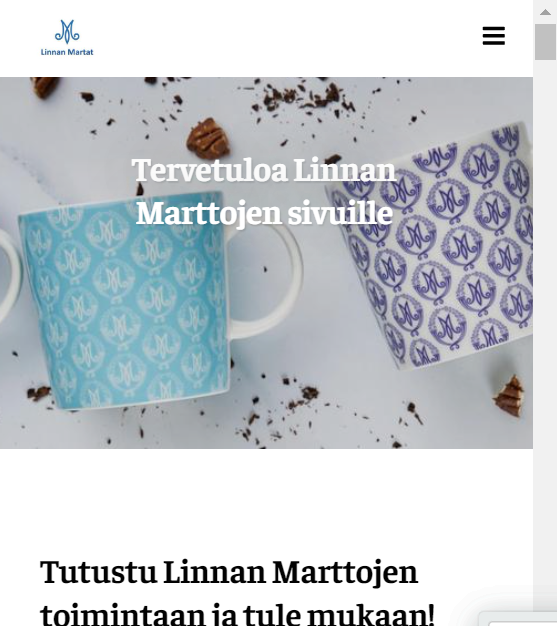 Linnan Martat
Tervetuloa Linnan
Marttojen sivuille
Tutustu Linnan Marttojen
toimintaan ja tule mukaan!